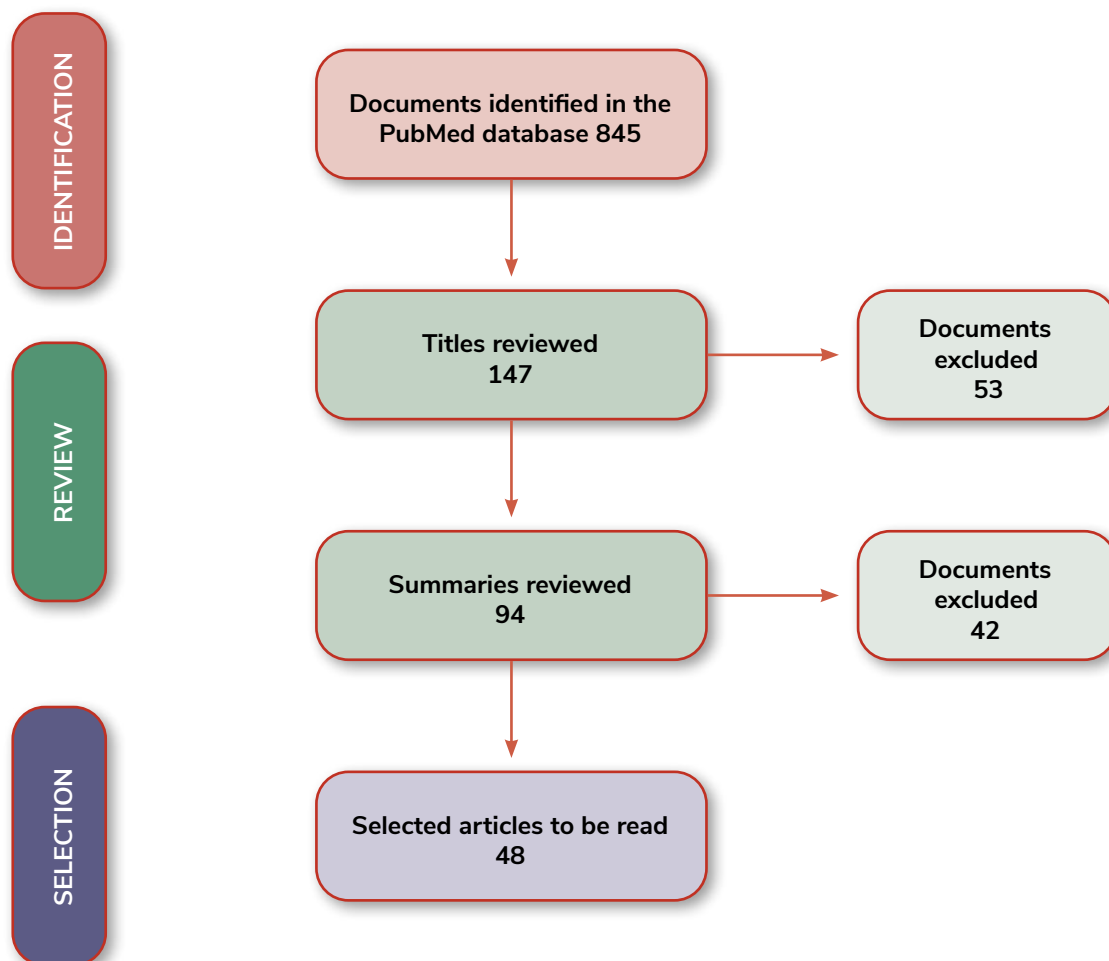 IDENTIFICATION
Documents identified in the
PubMed database 845
Titles reviewed
147
Documents
excluded
53
REVIEW
Summaries reviewed
94
Documents
excluded
42
SELECTION
Selected articles to be read
48